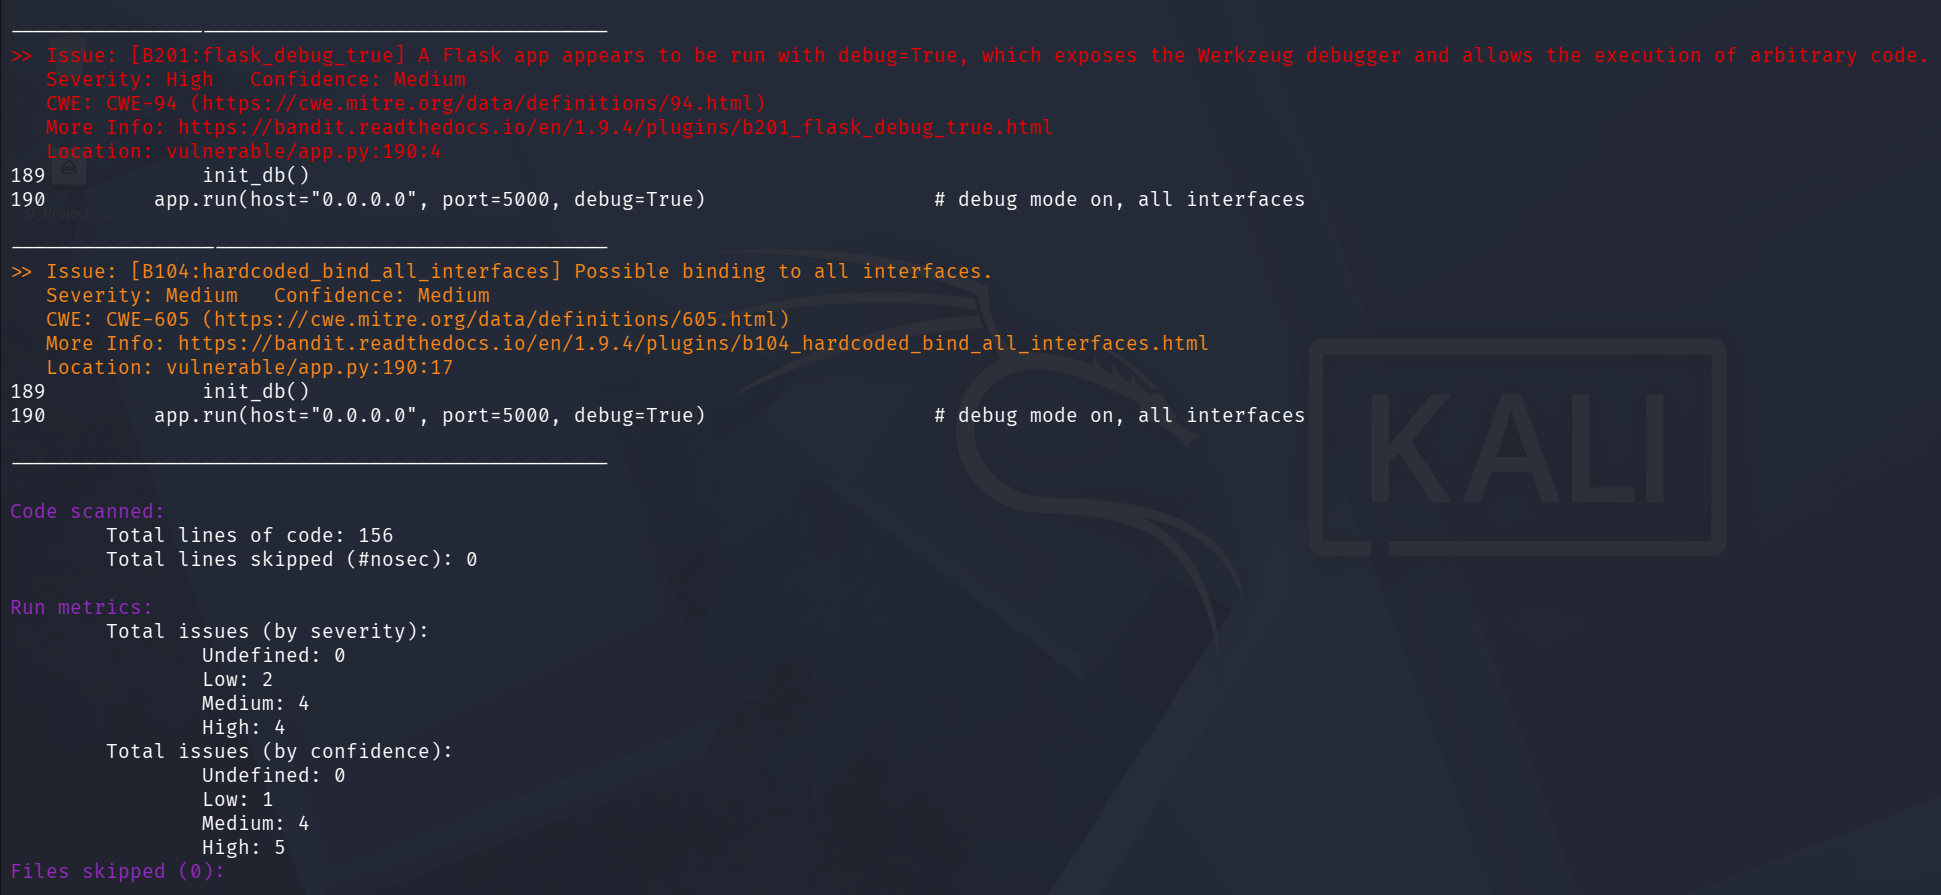 >> Issue: [B201:flask_debug_true] A Flask app appears to be run with debug=True, which exposes the Werkzeug debugger and allows the execution of arbitrary code.
   Severity: High   Confidence: Medium
   CWE: CWE-94 (https://cwe.mitre.org/data/definitions/94.html)
   More Info: https://bandit.readthedocs.io/en/1.9.4/plugins/b201_flask_debug_true.html
   Location: vulnerable/app.py:190:4
189             init_db()
190         app.run(host="0.0.0.0", port=5000, debug=True)                   # debug mode on, all interfaces
>> Issue: [B104:hardcoded_bind_all_interfaces] Possible binding to all interfaces.
   Severity: Medium   Confidence: Medium
   CWE: CWE-605 (https://cwe.mitre.org/data/definitions/605.html)
   More Info: https://bandit.readthedocs.io/en/1.9.4/plugins/b104_hardcoded_bind_all_interfaces.html
   Location: vulnerable/app.py:190:17
189             init_db()
190         app.run(host="0.0.0.0", port=5000, debug=True)                   # debug mode on, all interfaces
KALI
Code scanned:
        Total lines of code: 156
        Total lines skipped (#nosec): 0
Run metrics:
        Total issues (by severity):
                Undefined: 0
                Low: 2
                Medium: 4
                High: 4
        Total issues (by confidence):
                Undefined: 0
                Low: 1
                Medium: 4
                High: 5
Files skipped (0):